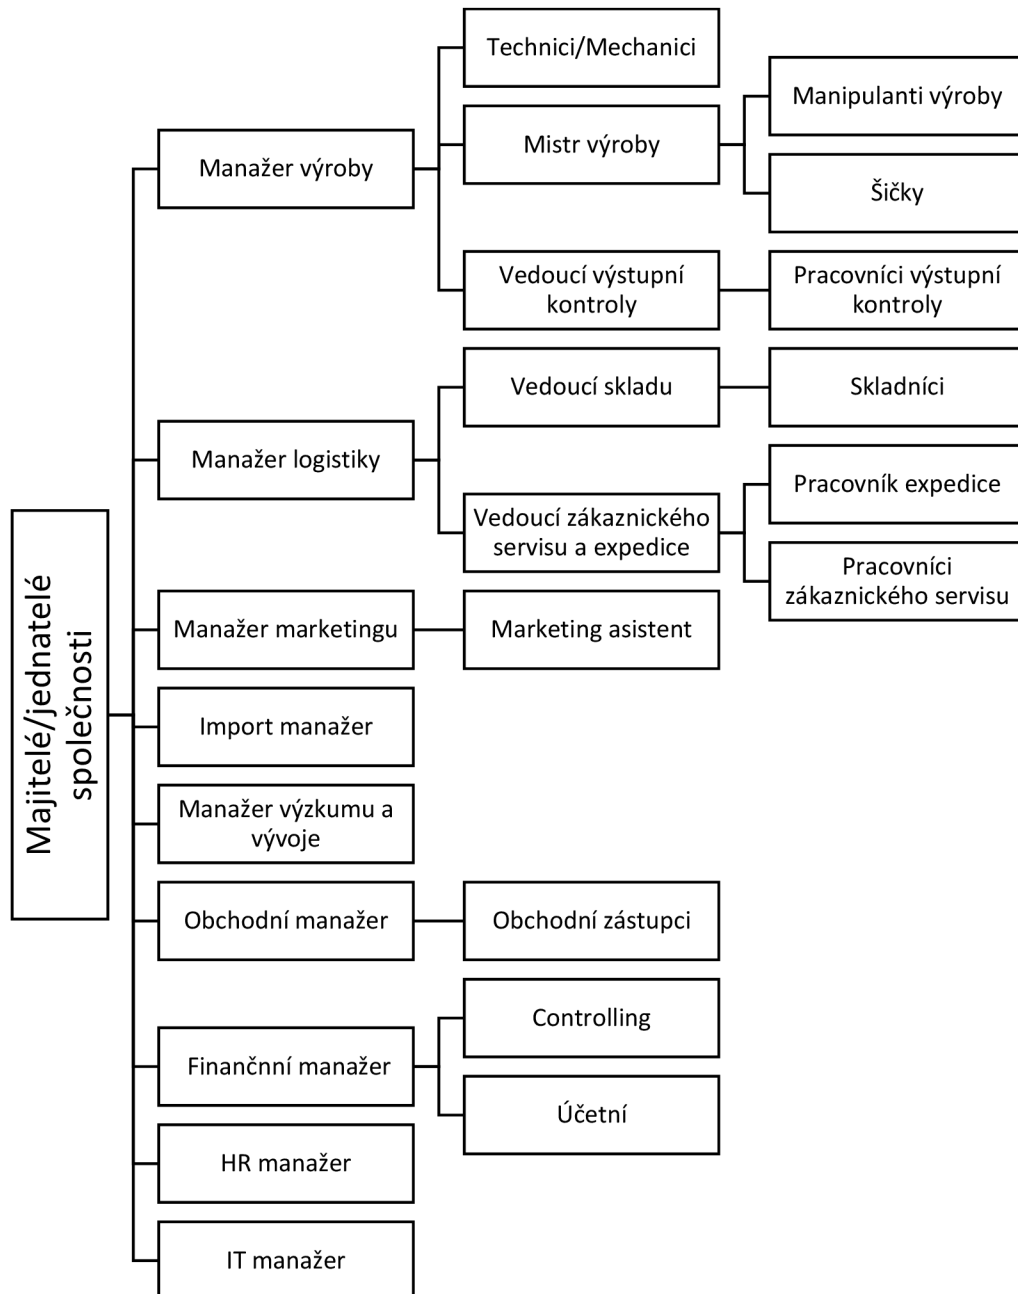 Technici/Mechanici
Manipulanti výroby
Mistr výroby
Manažer výroby
Šičky
Vedoucí výstupní
kontroly
Pracovníci výstupní
kontroly
Vedoucí skladu
Skladníci
Manažer logistiky
Pracovník expedice
Vedoucí zákaznického
servisu a expedice
Pracovníci
zákaznického servisu
Majitelé/jednatelé
společnosti
Manažer marketingu
Marketing asistent
Import manažer
Manažer výzkumu a
vývoje
Obchodní manažer
Obchodní zástupci
Controlling
Finančnní manažer
Účetní
HR manažer
IT manažer